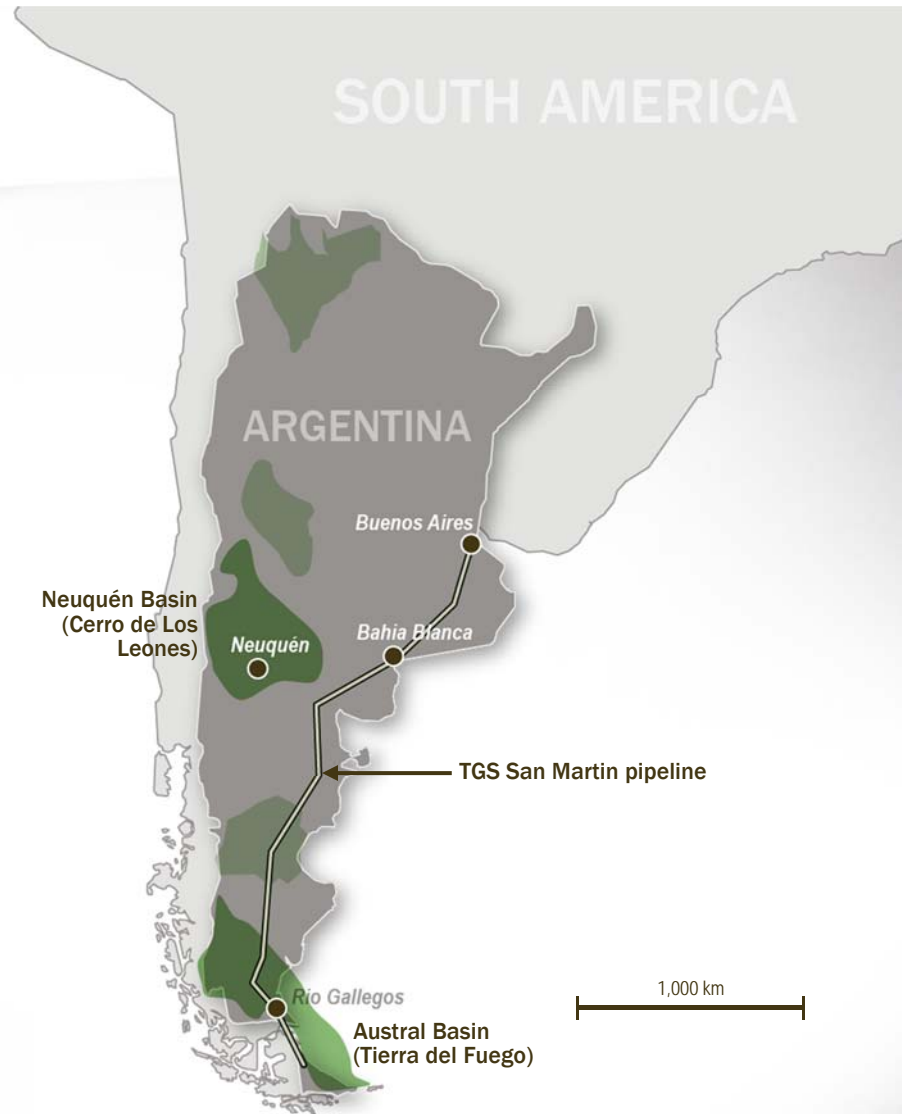 SOUTH AMERICA
ARGENTINA
Buenos Aires
Neuquén Basin
(Cerro de Los
Leones)
Bahia Blanca
Neuquén
TGS San Martin pipeline
Rio Gallegos
1,000 km
Austral Basin
(Tierra del Fuego)